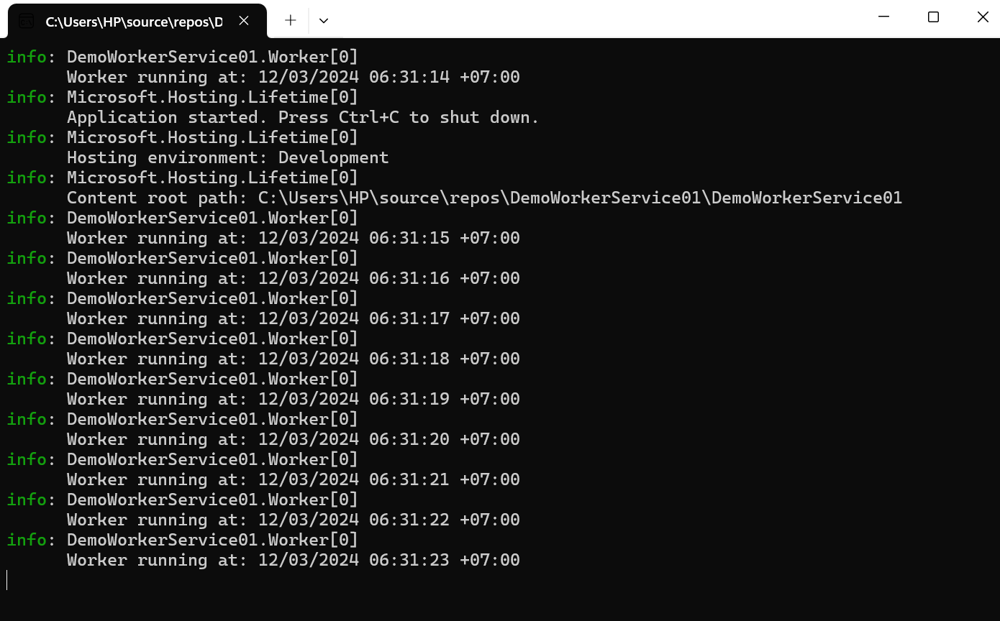 C:\Users\HP\source\repos\D
info: DemoWorkerService01.Worker[0]
Worker running at: 12/03/2024 06:31:14 +07:00
info: Microsoft.Hosting.Lifetime[0]
Application started. Press Ctrl+C to shut down.
info: Microsoft.Hosting.Lifetime[0]
Hosting environment: Development
info: Microsoft.Hosting.Lifetime[0]
Content root path: C:\Users\HP\source\repos\DemoWorkerService01\DemoWorkerService01
info: DemoWorkerService01.Worker[0]
Worker running at: 12/03/2024 06:31:15 +07:00
info: DemoWorkerService01.Worker[0]
Worker running at: 12/03/2024 06:31:16 +07:00
info: DemoWorkerService01.Worker[0]
Worker running at: 12/03/2024 06:31:17 +07:00
info: DemoWorkerService01.Worker[0]
Worker running at: 12/03/2024 06:31:18 +07:00
info: DemoWorkerService01.Worker[0]
Worker running at: 12/03/2024 06:31:19 +07:00
info: DemoWorkerService01.Worker[0]
Worker running at: 12/03/2024 06:31:20 +07:00
info: DemoWorkerService01.Worker[0]
Worker running at: 12/03/2024 06:31:21 +07:00
info: DemoWorkerService01.Worker[0]
Worker running at: 12/03/2024 06:31:22 +07:00
info: DemoWorkerService01.Worker[0]
Worker running at: 12/03/2024 06:31:23 +07:00